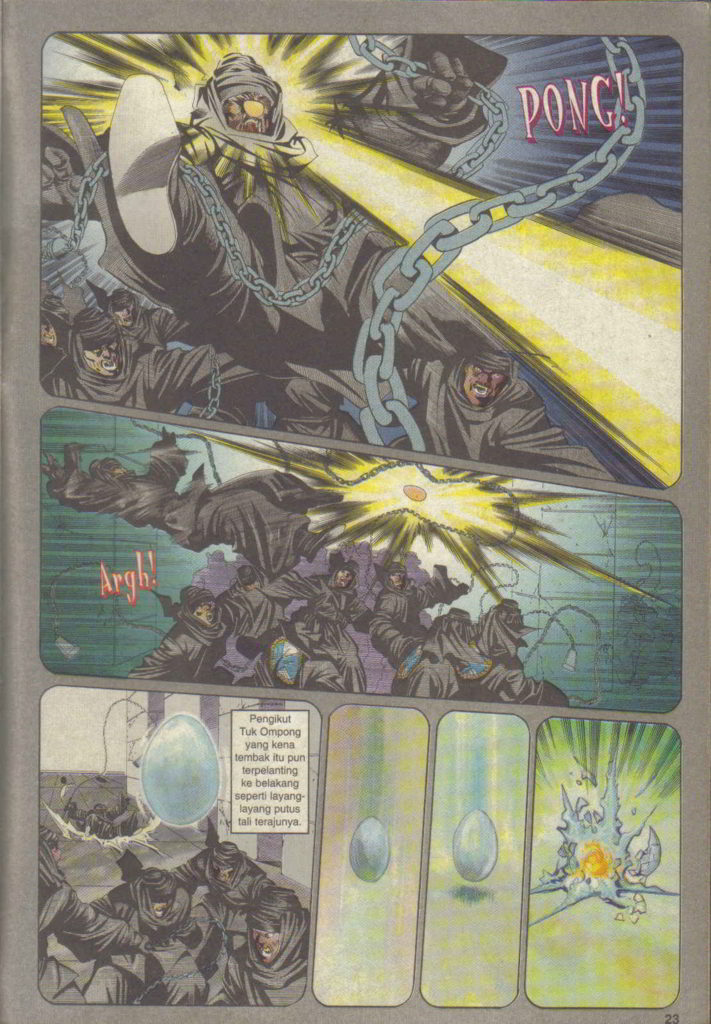 PONG!
Argh!
Pengikut
Tuk Ompong
yang kena
tembak itu pun
terpelanting
ke belakang
seperti layang-
layang putus
tali terajunya.
23